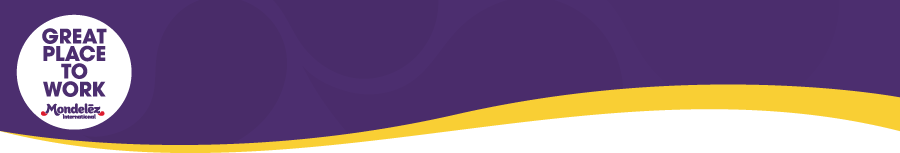 GREAT
PLACE
TO
WORK
Mondelēz
International